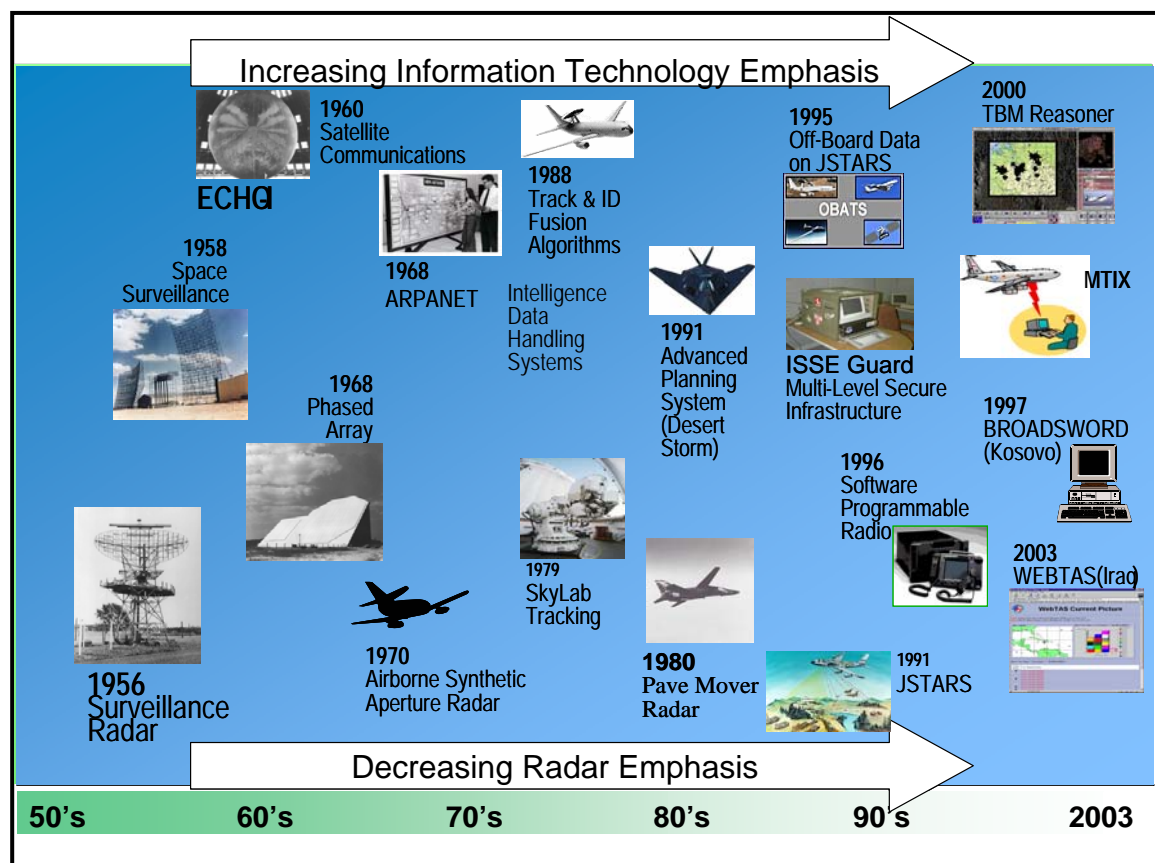 Increasing Information Technology Emphasis
1960
Satellite
Communications
ECHO I
1958
Space
Surveillance
1968
ARPANET
1988
Track & ID
Fusion
Algorithms
Intelligence
Data
Handling
Systems
1995
Off-Board Data
on JSTARS
OBATS
2000
TBM Reasoner
MTIX
1991
Advanced
Planning
System
(Desert
Storm)
ISSE Guard
Multi-Level Secure
Infrastructure
1968
Phased
Array
1997
BROADSWORD
(Kosovo)
1996
Software
Programmable
Radio
1956
Surveillance
Radar
1970
Airborne Synthetic
Aperture Radar
1979
SkyLab
Tracking
1980
Pave Mover
Radar
1991
JSTARS
2003
WEBTAS(Iraq)
WebTAS Current Picture
Decreasing Radar Emphasis
50's 60's 70's 80's 90's 2003